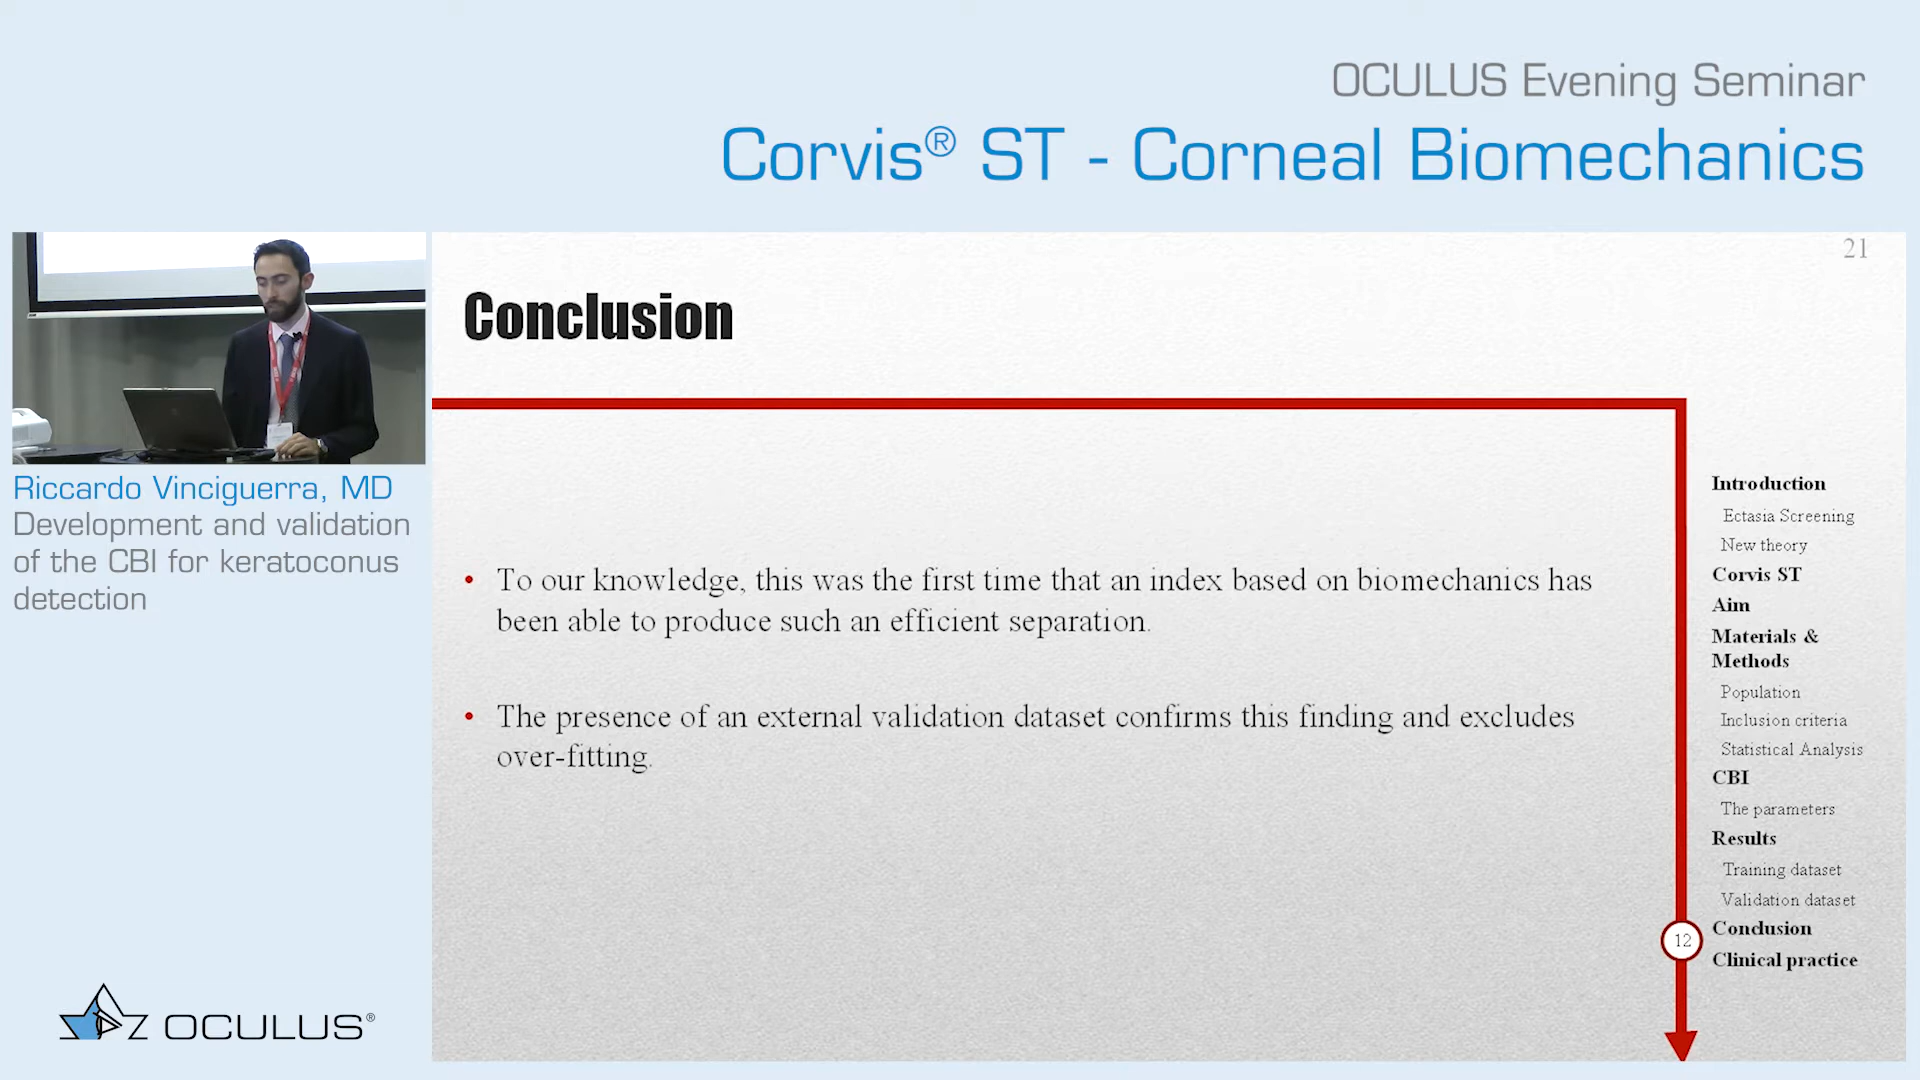 OCULUS Evening Seminar
Corvis® ST - Corneal Biomechanics
21
Conclusion
Riccardo Vinciguerra, MD
Development and validation
of the CBI for keratoconus
detection
• To our knowledge, this was the first time that an index based on biomechanics has
been able to produce such an efficient separation.
• The presence of an external validation dataset confirms this finding and excludes
over-fitting.
Introduction
Ectasia Screening
New theory
Corvis ST
Aim
Materials &
Methods
Population
Inclusion criteria
Statistical Analysis
CBI
The parameters
Results
Training dataset
Validation dataset
12
Conclusion
Clinical practice
OCULUS®